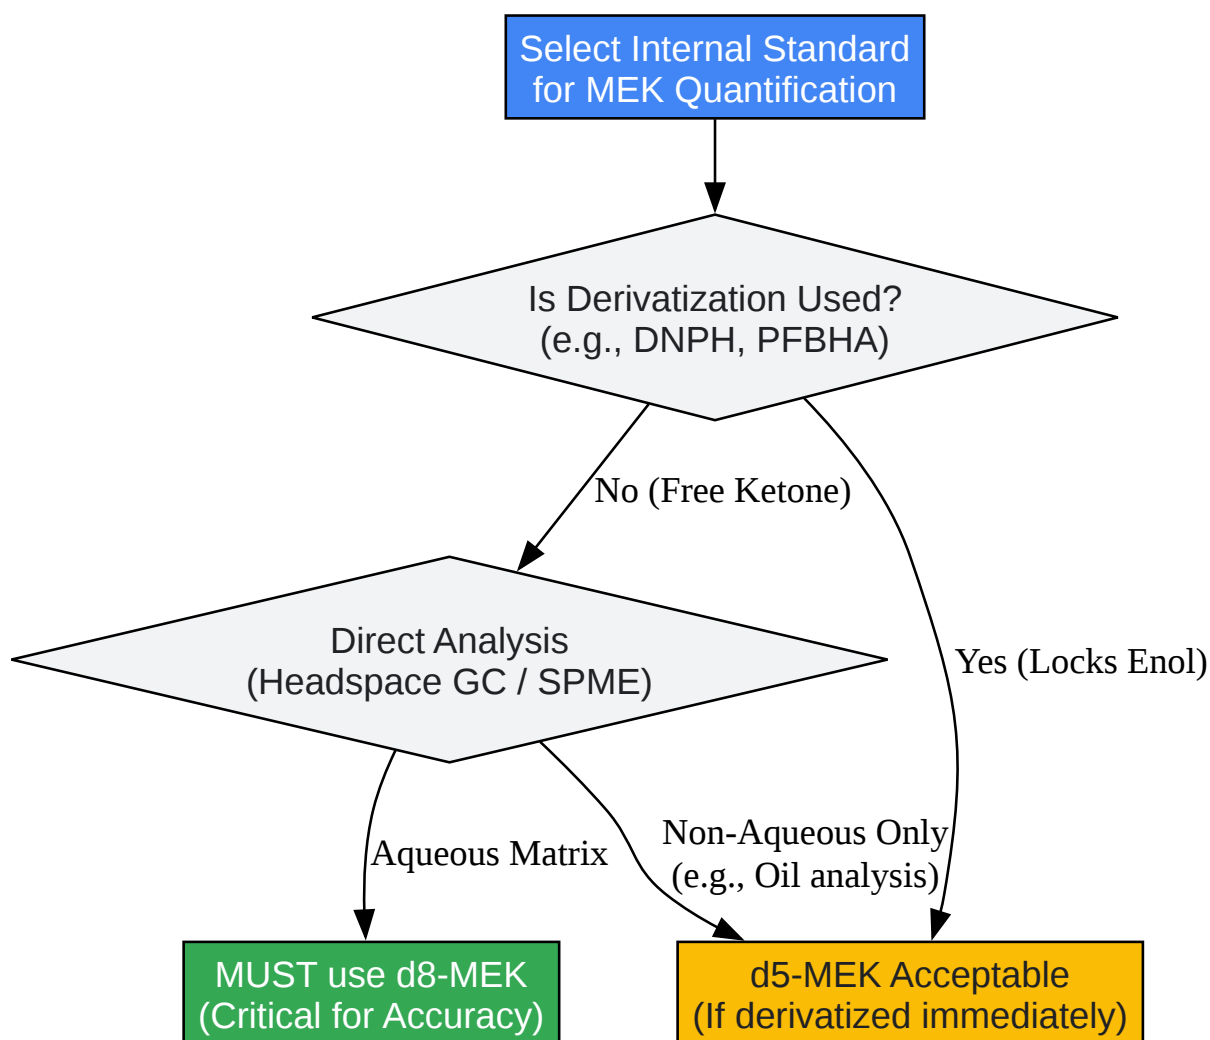 Select Internal Standard
for MEK Quantification
Is Derivatization Used?
(e.g., DNPH, PFBHA)
No (Free Ketone)
Yes (Locks Enol)
Direct Analysis
(Headspace GC / SPME)
Aqueous Matrix
Non-Aqueous Only
(e.g., Oil analysis)
MUST use d8-MEK
(Critical for Accuracy)
d5-MEK Acceptable
(If derivatized immediately)